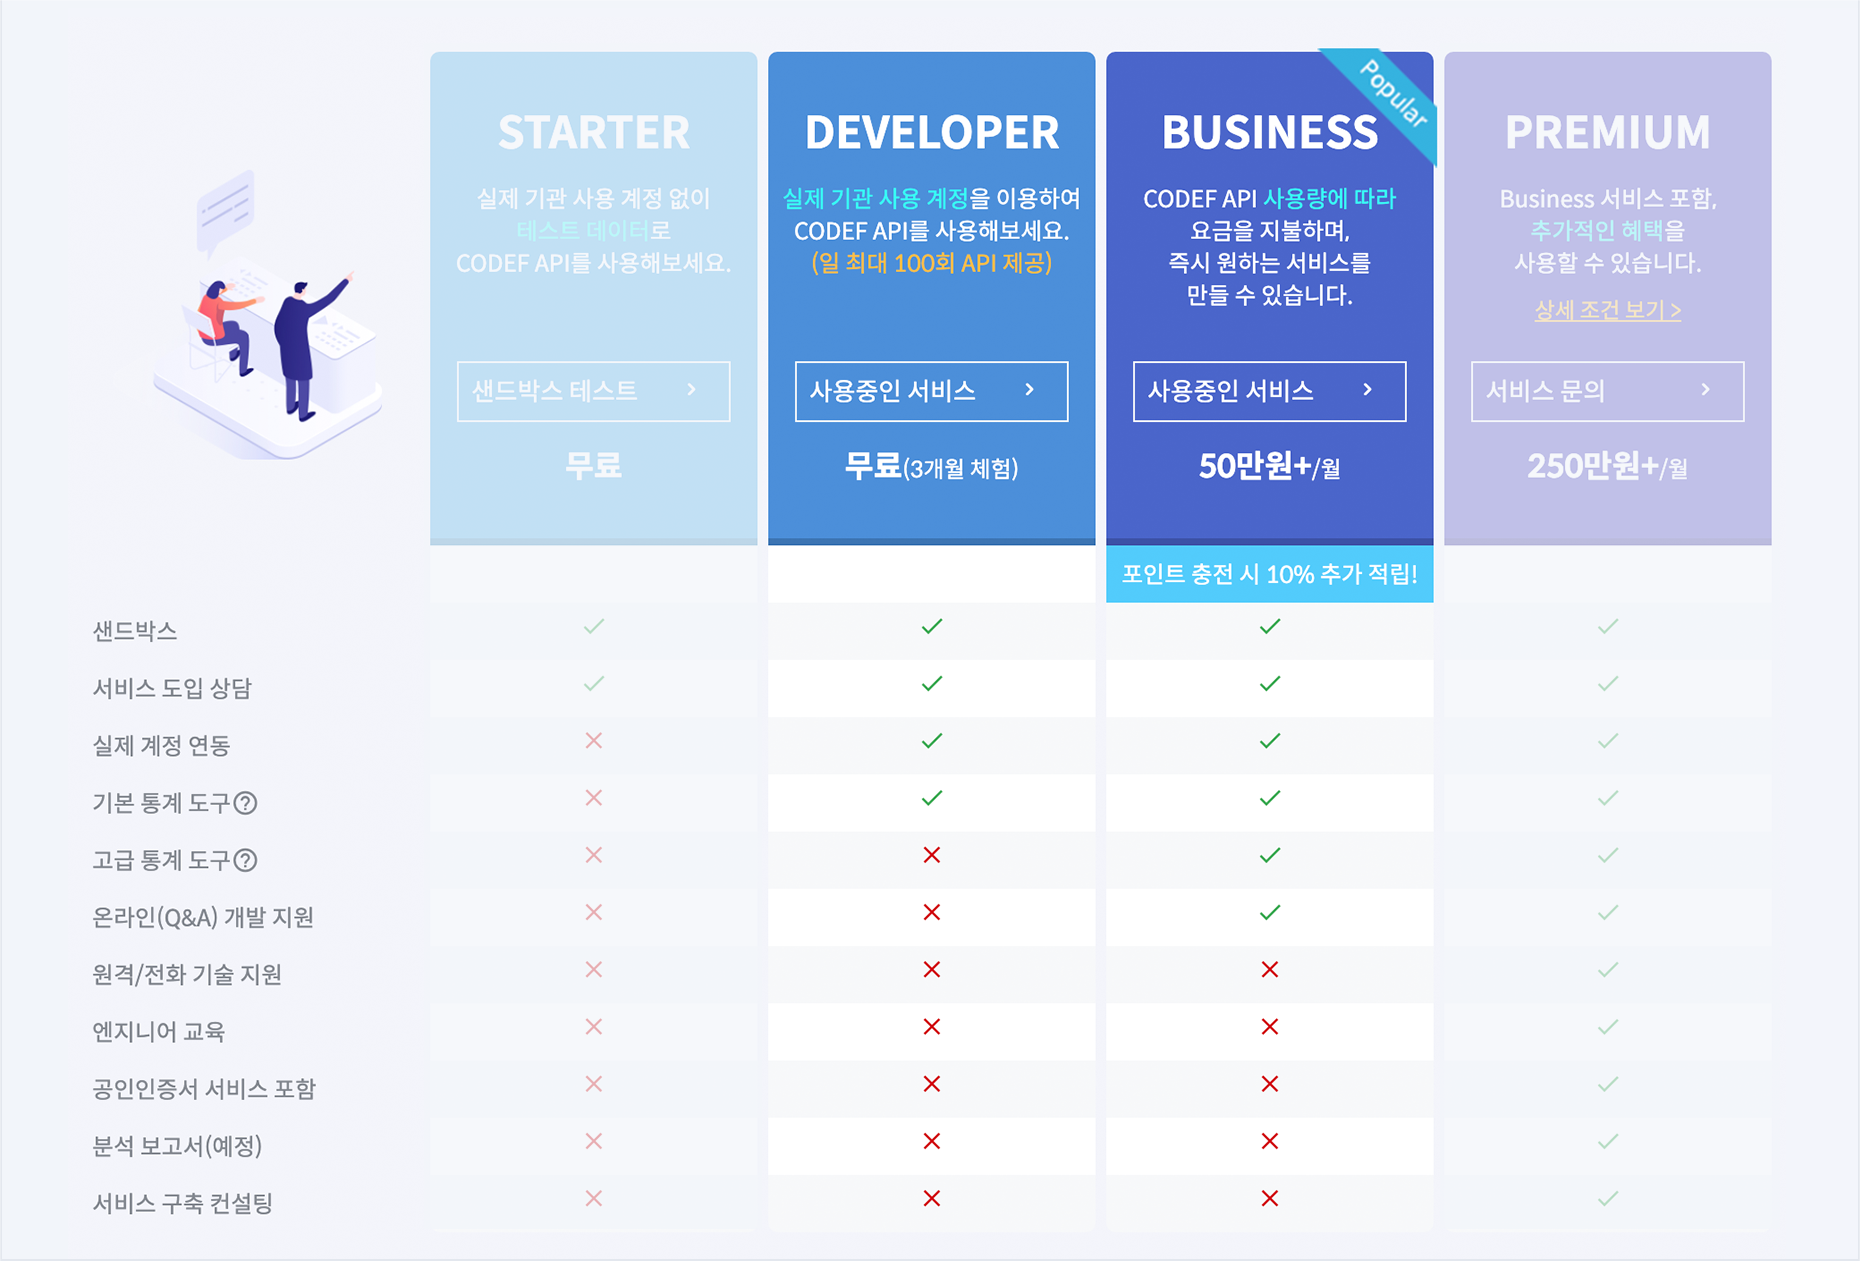 STARTER
실제 기관 사용 계정 없이
테스트 데이터로
CODEF API를 사용해보세요.
샌드박스 테스트 >
무료
DEVELOPER
실제 기관 사용 계정을 이용하여
CODEF API를 사용해보세요.
(일 최대 100회 API 제공)
사용중인 서비스 >
무료(3개월 체험)
Popular
BUSINESS
CODEF API 사용량에 따라
요금을 지불하며,
즉시 원하는 서비스를
만들 수 있습니다.
사용중인 서비스 >
50만원+/월
포인트 충전 시 10% 추가 적립!
PREMIUM
Business 서비스 포함,
추가적인 혜택을
사용할 수 있습니다.
상세 조건 보기 >
서비스 문의 >
250만원+/월
샌드박스
서비스 도입 상담
실제 계정 연동
기본 통계 도구?
고급 통계 도구?
온라인(Q&A) 개발 지원
원격/전화 기술 지원
엔지니어 교육
공인인증서 서비스 포함
분석 보고서(예정)
서비스 구축 컨설팅